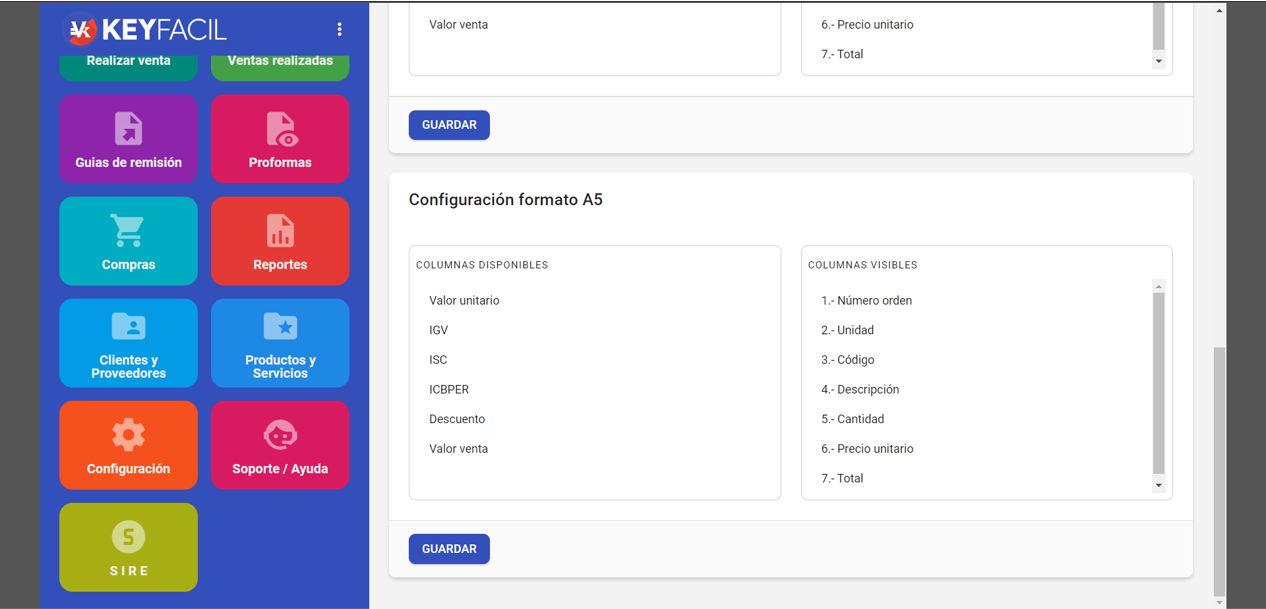 KEYFACIL
Realizar venta
Ventas realizadas
Guias de remisión
Proformas
Compras
Reportes
Clientes y
Proveedores
Productos y
Servicios
Configuración
Soporte / Ayuda
S
SIRE
Valor venta
6.- Precio unitario
7.- Total
GUARDAR
Configuración formato A5
COLUMNAS DISPONIBLES
Valor unitario
IGV
ISC
ICBPER
Descuento
Valor venta
COLUMNAS VISIBLES
1.- Número orden
2.- Unidad
3.- Código
4.- Descripción
5.- Cantidad
6.- Precio unitario
7.- Total
GUARDAR